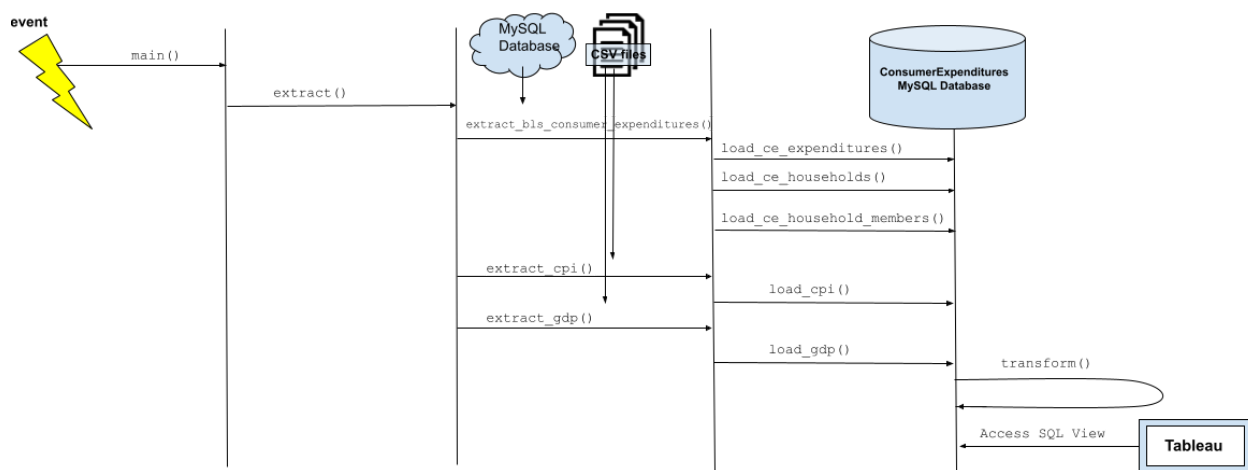 event
main()
extract()
MySQL
Database
CSV files
extract_bls_consumer_expenditures()
ConsumerExpenditures
MySQL Database
load_ce_expenditures()
load_ce_households()
load_ce_household_members()
extract_cpi()
load_cpi()
extract_gdp()
load_gdp()
transform()
Access SQL View
Tableau